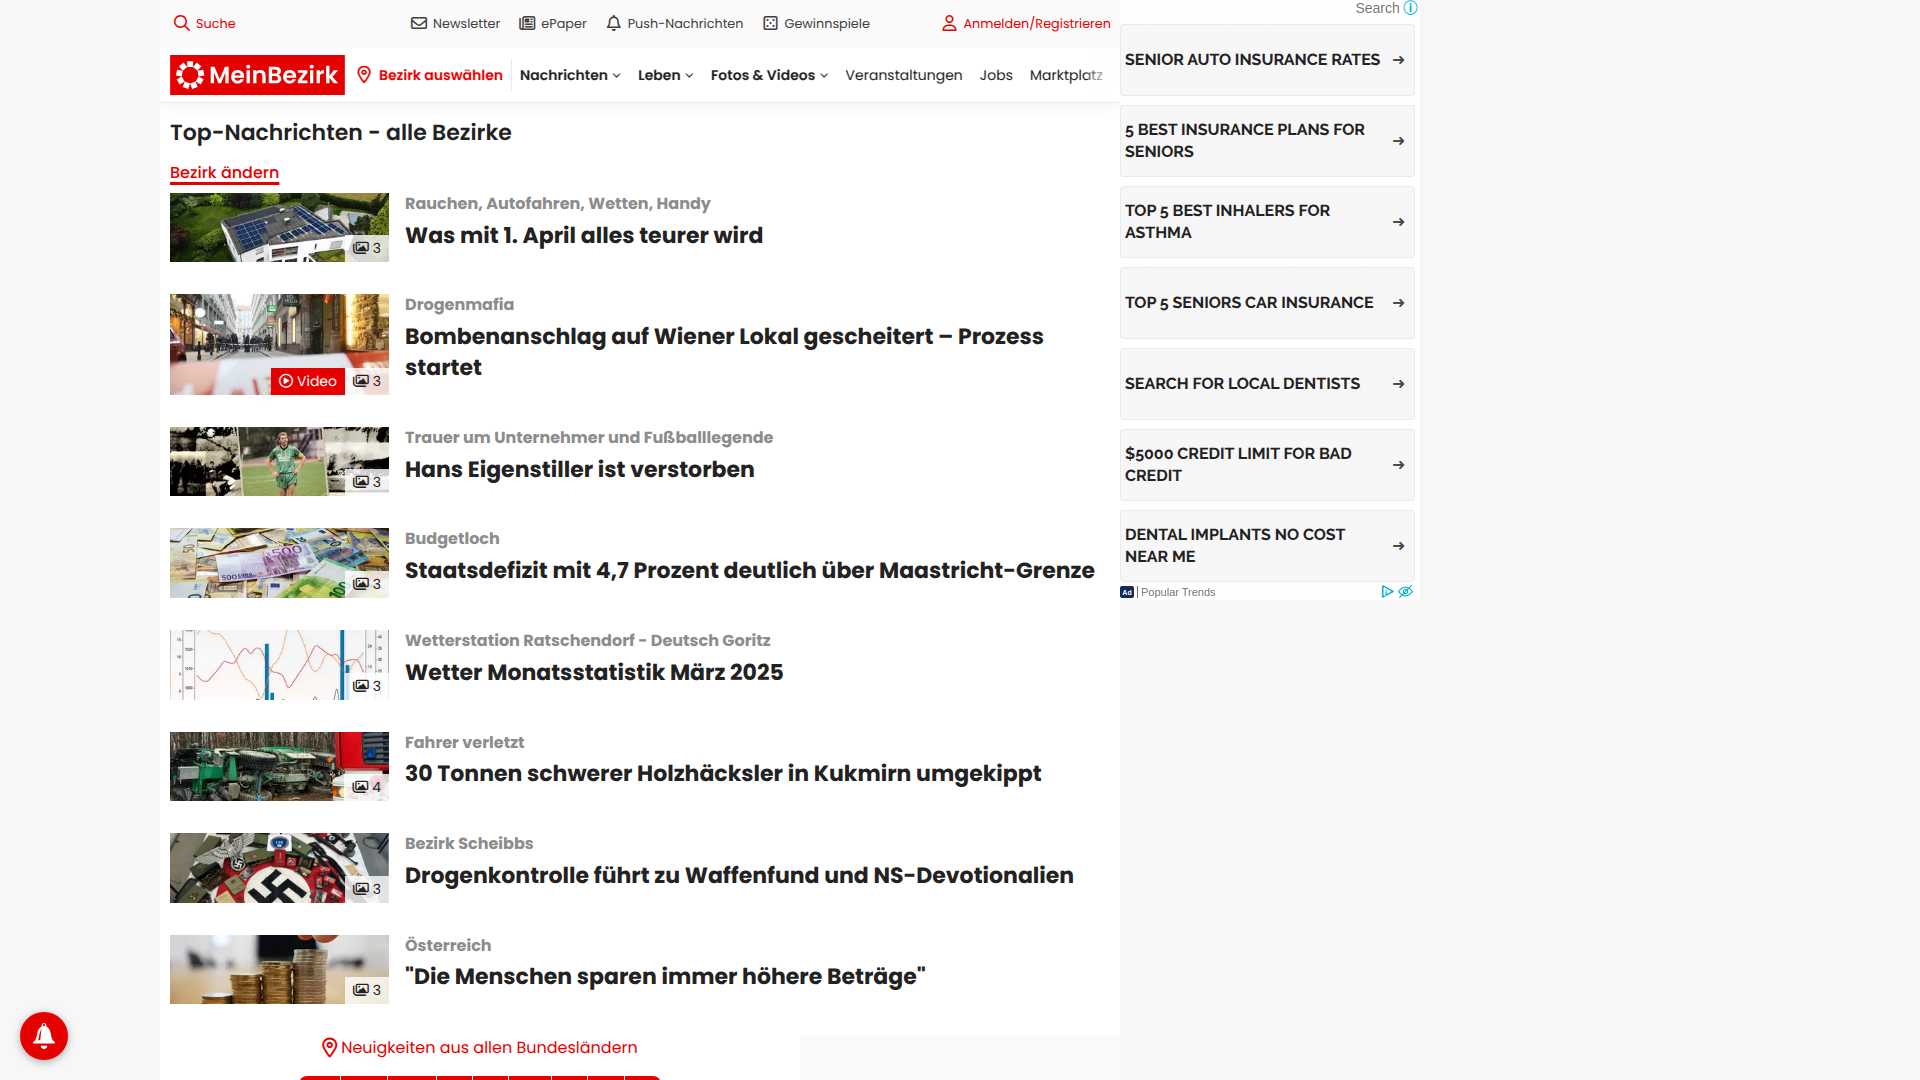 Suche
Newsletter
ePaper
Push-Nachrichten
Gewinnspiele
Anmelden/Registrieren
MeinBezirk
Bezirk auswählen
Nachrichten
Leben
Fotos & Videos
Veranstaltungen
Jobs
Marktplatz
Top-Nachrichten - alle Bezirke
Bezirk ändern
3
Rauchen, Autofahren, Wetten, Handy
Was mit 1. April alles teurer wird
Video
3
Drogenmafia
Bombenanschlag auf Wiener Lokal gescheitert – Prozess
startet
3
Trauer um Unternehmer und Fußballlegende
Hans Eigenstiller ist verstorben
3
Budgetloch
Staatsdefizit mit 4,7 Prozent deutlich über Maastricht-Grenze
3
Wetterstation Ratschendorf - Deutsch Goritz
Wetter Monatsstatistik März 2025
4
Fahrer verletzt
30 Tonnen schwerer Holzhäcksler in Kukmirn umgekippt
3
Bezirk Scheibbs
Drogenkontrolle führt zu Waffenfund und NS-Devotionalien
3
Österreich
"Die Menschen sparen immer höhere Beträge"
Neuigkeiten aus allen Bundesländern
Search
SENIOR AUTO INSURANCE RATES
5 BEST INSURANCE PLANS FOR
SENIORS
TOP 5 BEST INHALERS FOR
ASTHMA
TOP 5 SENIORS CAR INSURANCE
SEARCH FOR LOCAL DENTISTS
$5000 CREDIT LIMIT FOR BAD
CREDIT
DENTAL IMPLANTS NO COST
NEAR ME
Ad
Popular Trends